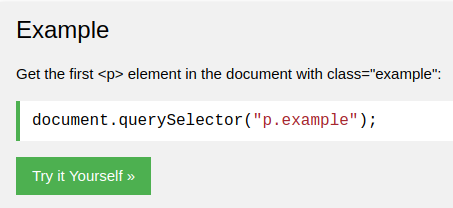 Example
Get the first <p> element in the document with class="example":
document.querySelector("p.example");
Try it Yourself »